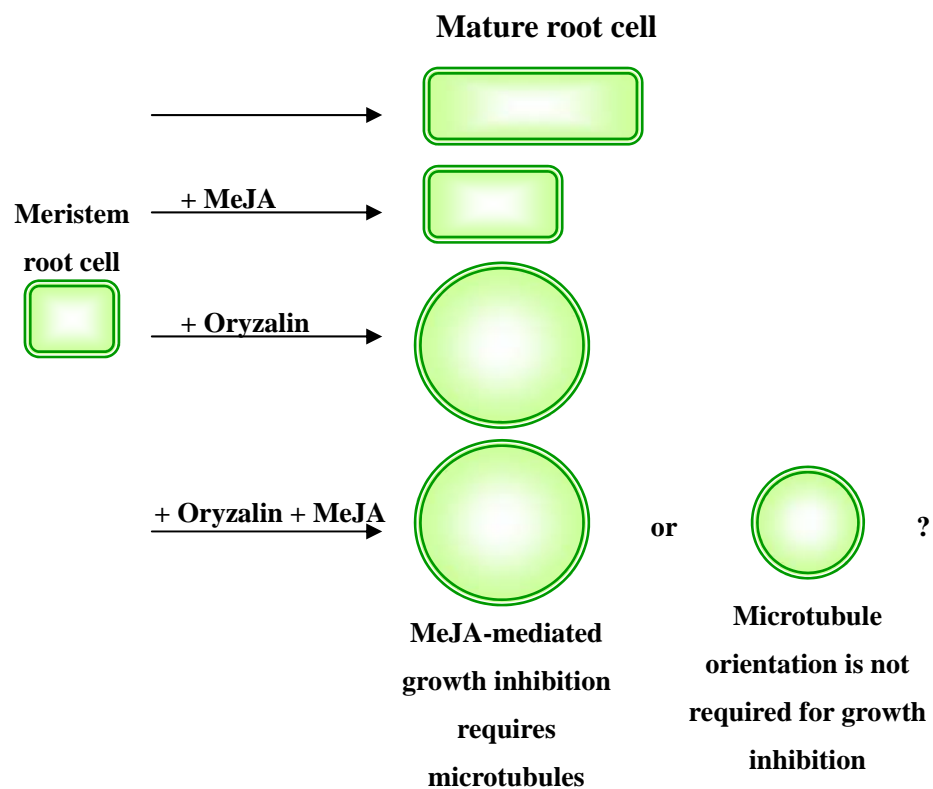 Mature root cell
Meristem
root cell
+ MeJA
+ Oryzalin
+ Oryzalin + MeJA
or
?
MeJA-mediated
growth inhibition
requires
microtubules
Microtubule
orientation is not
required for growth
inhibition